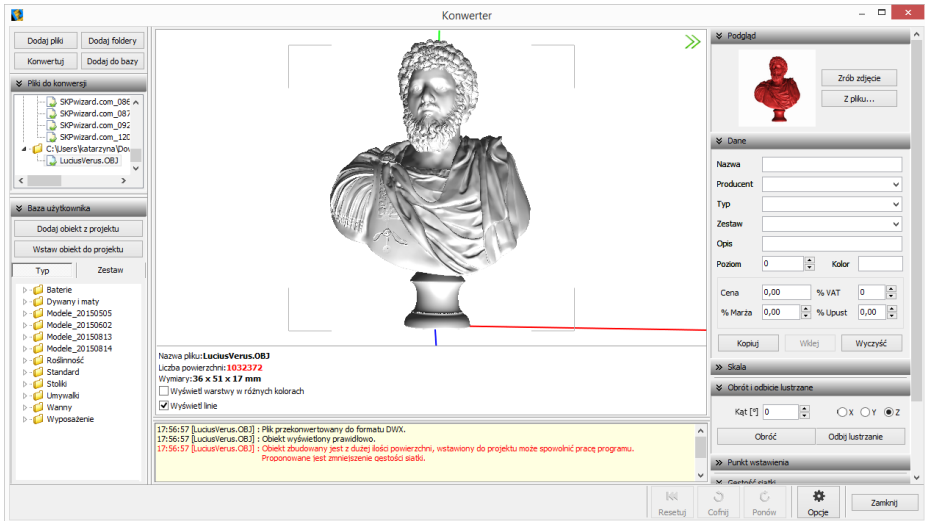 Konwerter
Dodaj pliki
Dodaj foldery
Konwertuj
Dodaj do bazy
Pliki do konwersji
SKPwizard.com_086
SKPwizard.com_087
SKPwizard.com_092
SKPwizard.com_120
C:\Users\katarzyna\Dov
LuciusVerus.OBJ
Baza użytkownika
Dodaj obiekt z projektu
Wstaw obiekt do projektu
Typ
Zestaw
Baterie
Dywany i maty
Modele_20150505
Modele_20150602
Modele_20150813
Modele_20150814
Roślinność
Standard
Stoliki
Umywalki
Wanny
Wyposażenie
Nazwa pliku:LuciusVerus.OBJ
Liczba powierzchni:1032372
Wymiary:36 x 51 x 17 mm
Wyświetl warstwy w różnych kolorach
Wyświetl linie
17:56:57 [LuciusVerus.OBJ] : Plik przekonwertowany do formatu DWX.
17:56:57 [LuciusVerus.OBJ] : Obiekt wyświetlony prawidłowo.
17:56:57 [LuciusVerus.OBJ] : Obiekt zbudowany jest z dużej ilości powierzchni, wstawiony do projektu może spowolnić pracę programu.
Proponowane jest zmniejszenie gęstości siatki.
Podgląd
Zrób zdjęcie
Z pliku...
Dane
Nazwa
Producent
Typ
Zestaw
Opis
Poziom 0 Kolor
Cena 0,00 % VAT 0
% Marża 0,00 % Upust 0,00
Kopiuj
Wklej
Wyczyść
Skala
Obrót i odbicie lustrzane
Kąt [°] 0 X Y Z
Obróć
Odbij lustrzanie
Punkt wstawienia
Gęstość siatki
Resetuj
Cofnij
Ponów
Opcje
Zamknij